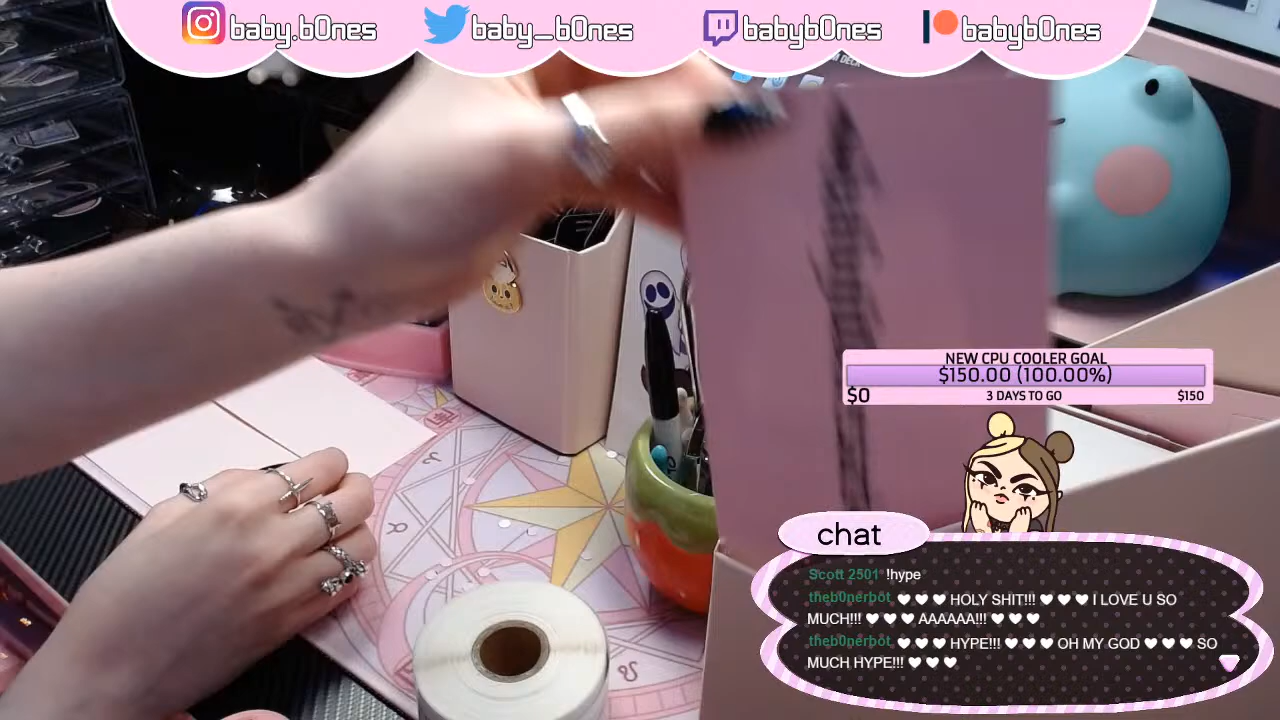 baby.b0nes
baby_b0nes
babyb0nes
babyb0nes
NEW CPU COOLER GOAL
$150.00 (100.00%)
$0
3 DAYS TO GO
$150
chat
Scott 2501 !hype
theb0nerbot ♥ ♥ ♥ HOLY SHIT!!! ♥ ♥ ♥ I LOVE U SO
MUCH!!! ♥ ♥ ♥ AAAAAA!!! ♥ ♥ ♥
theb0nerbot ♥ ♥ ♥ HYPE!!! ♥ ♥ ♥ OH MY GOD ♥ ♥ ♥ SO
MUCH HYPE!!! ♥ ♥ ♥